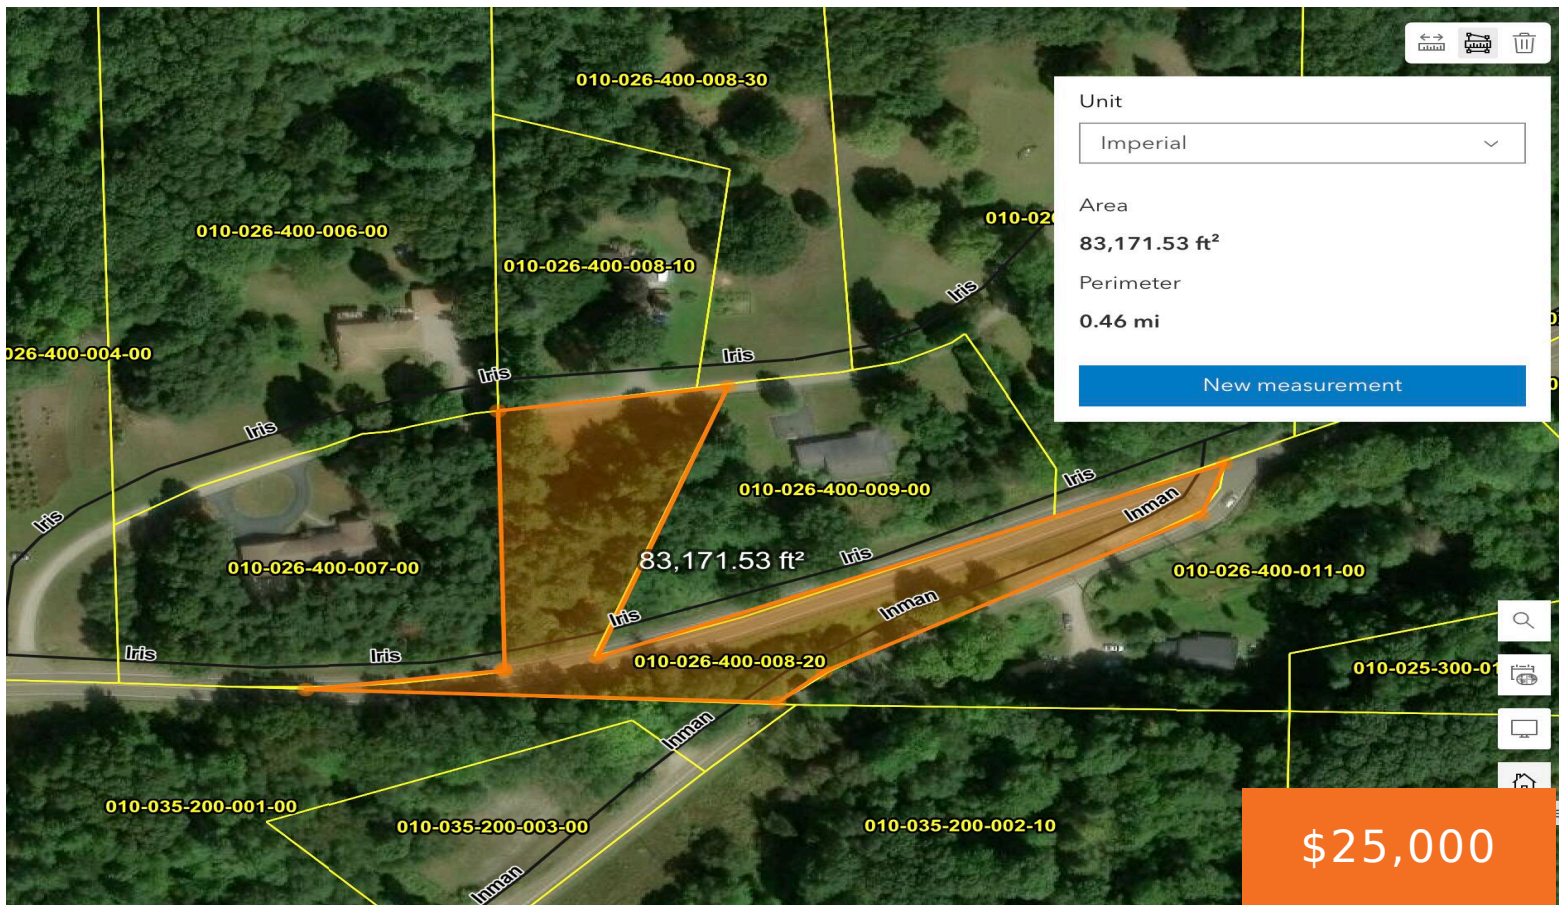 010-026-400-008-30
Unit
Imperial
Area
83,171.53 ft²
Perimeter
0.46 mi
New measurement
010-026-400-006-00
010-026-400-008-10
010-026
Iris
026-400-004-00
Iris
Iris
Iris
Iris
010-026-400-009-00
Iris
Inman
83,171.53 ft²
Iris
010-026-400-007-00
010-026-400-011-00
Inman
Iris
Iris
Iris
010-026-400-008-20
010-025-300-01
Inman
010-035-200-001-00
010-035-200-003-00
010-035-200-002-10
Inman
$25,000